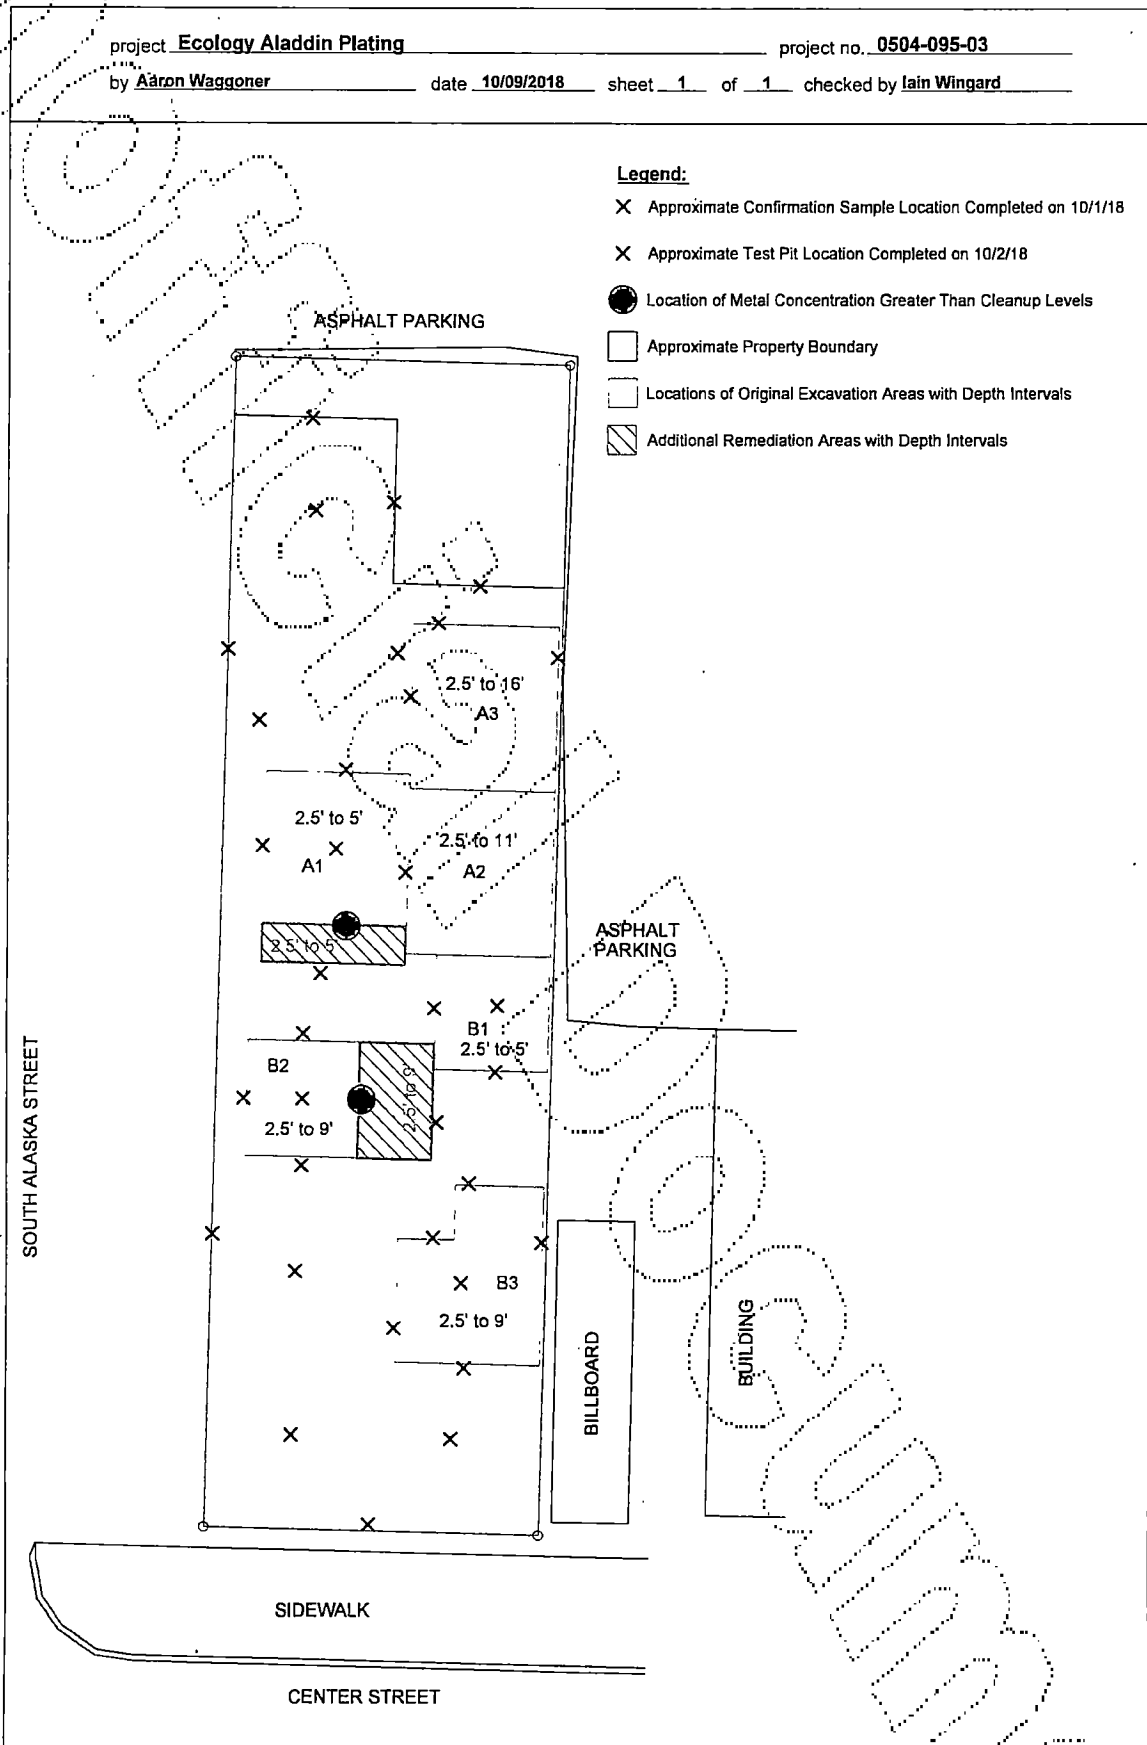 project Ecology Aladdin Plating project no. 0504-095-03
by Aaron Waggoner date 10/09/2018 sheet 1 of 1 checked by Iain Wingard
Legend:
Approximate Confirmation Sample Location Completed on 10/1/18
Approximate Test Pit Location Completed on 10/2/18
Location of Metal Concentration Greater Than Cleanup Levels
Approximate Property Boundary
Locations of Original Excavation Areas with Depth Intervals
Additional Remediation Areas with Depth Intervals
ASPHALT PARKING
2.5' to 16'
A3
2.5' to 5'
A1
2.5' to 11'
A2
2.5' to 5'
ASPHALT
PARKING
B1
2.5' to 5'
B2
2.5' to 9'
2.5' to 9'
B3
2.5' to 9'
SOUTH ALASKA STREET
BILLBOARD
BUILDING
SIDEWALK
CENTER STREET